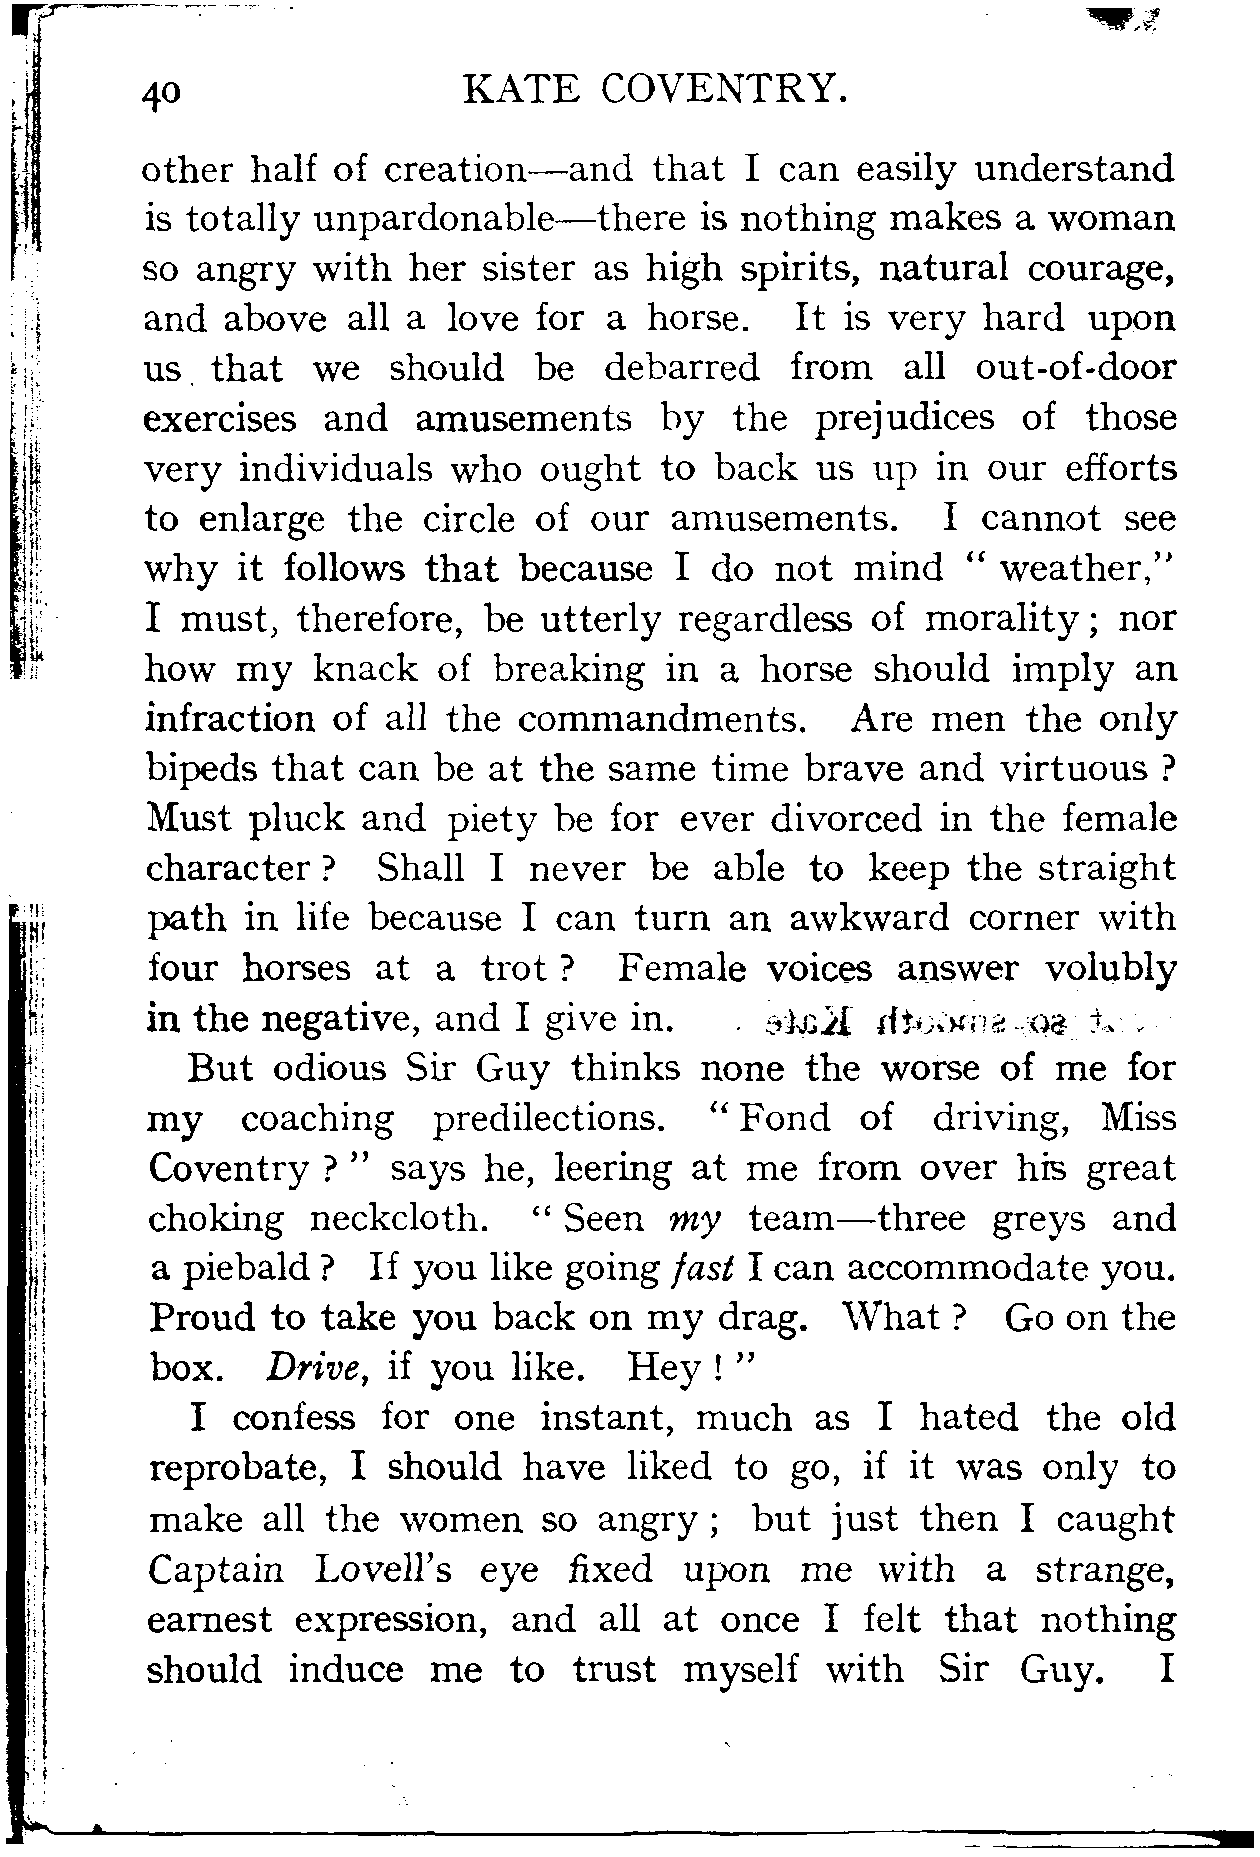 40 KATE COVENTRY.
other half of creation—and that I can easily understand
is totally unpardonable—there is nothing makes a woman
so angry with her sister as high spirits, natural courage,
and above all a love for a horse. It is very hard upon
us that we should be debarred from all out-of-door
exercises and amusements by the prejudices of those
very individuals who ought to back us up in our efforts
to enlarge the circle of our amusements. I cannot see
why it follows that because I do not mind " weather,"
I must, therefore, be utterly regardless of morality ; nor
how my knack of breaking in a horse should imply an
infraction of all the commandments. Are men the only
bipeds that can be at the same time brave and virtuous ?
Must pluck and piety be for ever divorced in the female
character ? Shall I never be able to keep the straight
path in life because I can turn an awkward corner with
four horses at a trot ? Female voices answer volubly
in the negative, and I give in.
But odious Sir Guy thinks none the worse of me for
my coaching predilections. " Fond of driving, Miss
Coventry ? " says he, leering at me from over his great
choking neckcloth. " Seen my team—three greys and
a piebald ? If you like going fast I can accommodate you.
Proud to take you back on my drag. What ? Go on the
box. Drive, if you like. Hey ! "
I confess for one instant, much as I hated the old
reprobate, I should have liked to go, if it was only to
make all the women so angry ; but just then I caught
Captain Lovell's eye fixed upon me with a strange,
earnest expression, and all at once I felt that nothing
should induce me to trust myself with Sir Guy. I